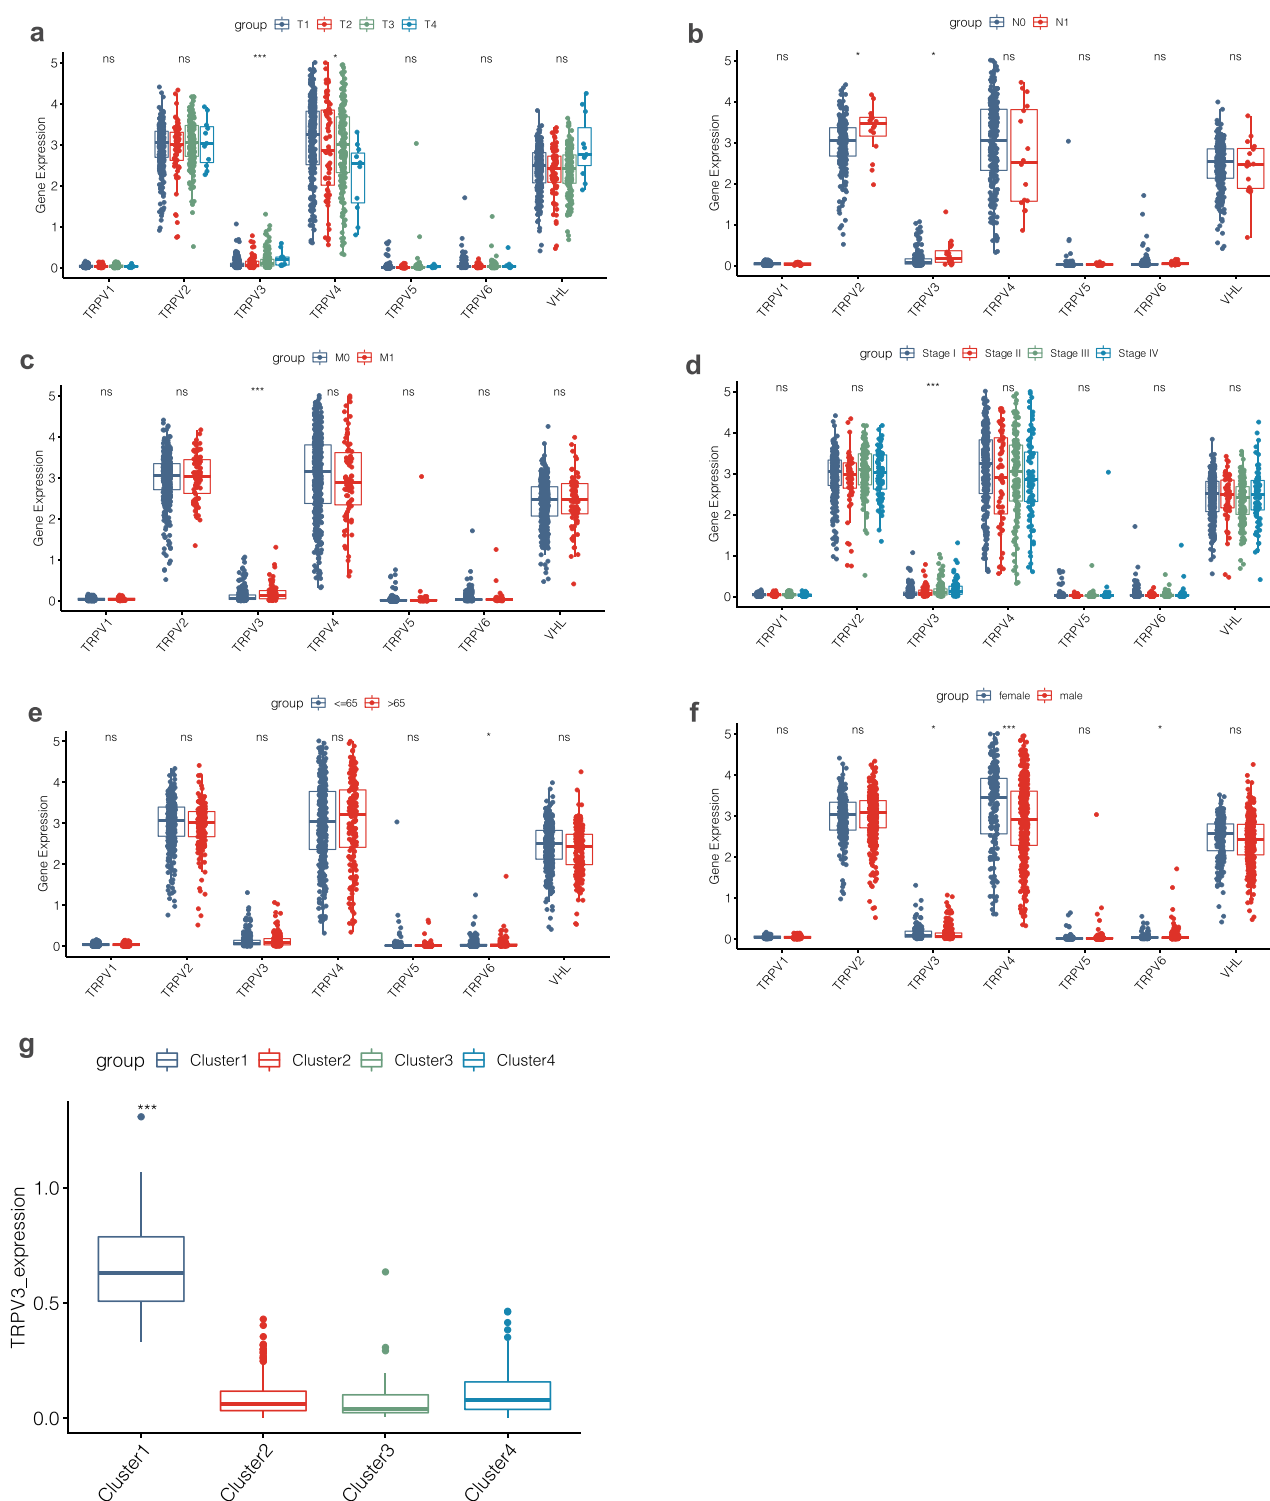 a
group T1 T2 T3 T4
ns ns *** * ns ns ns
Gene Expression
5
4
3
2
1
0
TRPV1 TRPV2 TRPV3 TRPV4 TRPV5 TRPV6 VHL
b
group N0 N1
ns * * ns ns ns ns
Gene Expression
5
4
3
2
1
0
TRPV1 TRPV2 TRPV3 TRPV4 TRPV5 TRPV6 VHL
c
group M0 M1
ns ns *** ns ns ns ns
Gene Expression
5
4
3
2
1
0
TRPV1 TRPV2 TRPV3 TRPV4 TRPV5 TRPV6 VHL
d
group Stage I Stage II Stage III Stage IV
ns ns *** ns ns ns ns
Gene Expression
5
4
3
2
1
0
TRPV1 TRPV2 TRPV3 TRPV4 TRPV5 TRPV6 VHL
e
group <=65 >65
ns ns ns ns ns * ns
Gene Expression
5
4
3
2
1
0
TRPV1 TRPV2 TRPV3 TRPV4 TRPV5 TRPV6 VHL
f
group female male
ns ns * *** ns * ns
Gene Expression
5
4
3
2
1
0
TRPV1 TRPV2 TRPV3 TRPV4 TRPV5 TRPV6 VHL
g
group Cluster1 Cluster2 Cluster3 Cluster4
***
TRPV3_expression
1.0
0.5
0.0
Cluster1 Cluster2 Cluster3 Cluster4